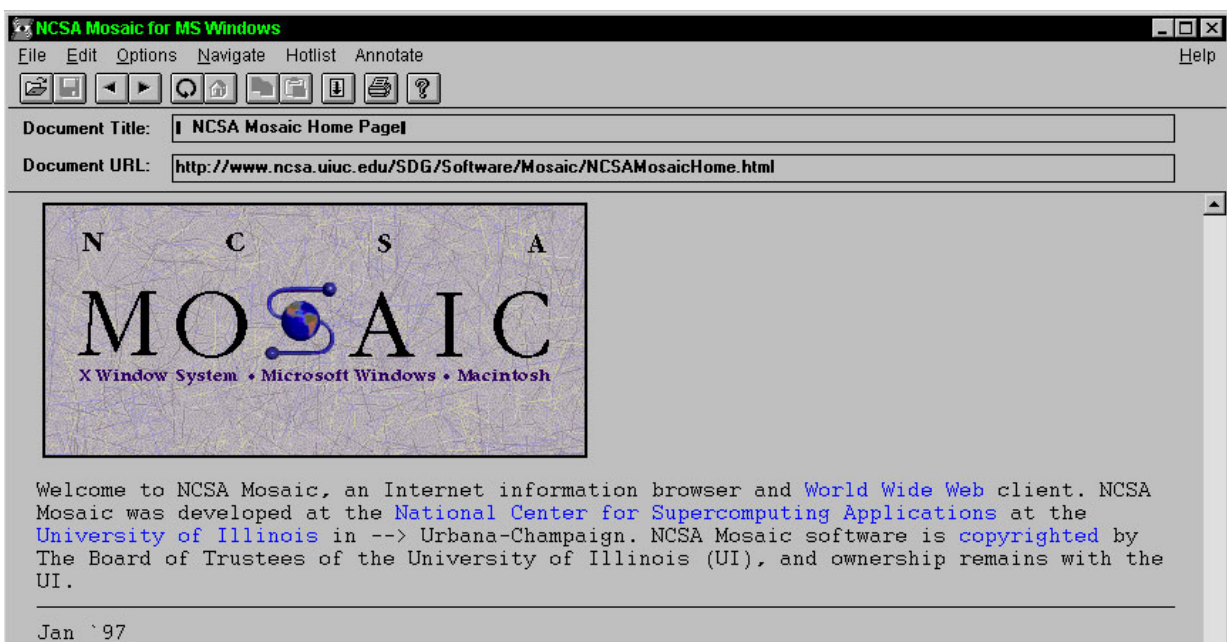 NCSA Mosaic for MS Windows
File Edit Options Navigate Hotlist Annotate Help
Document Title: NCSA Mosaic Home Page
Document URL: http://www.ncsa.uiuc.edu/SDG/Software/Mosaic/NCSAMosaicHome.html
N C S A
MOSAIC
X Window System • Microsoft Windows • Macintosh
Welcome to NCSA Mosaic, an Internet information browser and World Wide Web client. NCSA
Mosaic was developed at the National Center for Supercomputing Applications at the
University of Illinois in --> Urbana-Champaign. NCSA Mosaic software is copyrighted by
The Board of Trustees of the University of Illinois (UI), and ownership remains with the
UI.
Jan `97